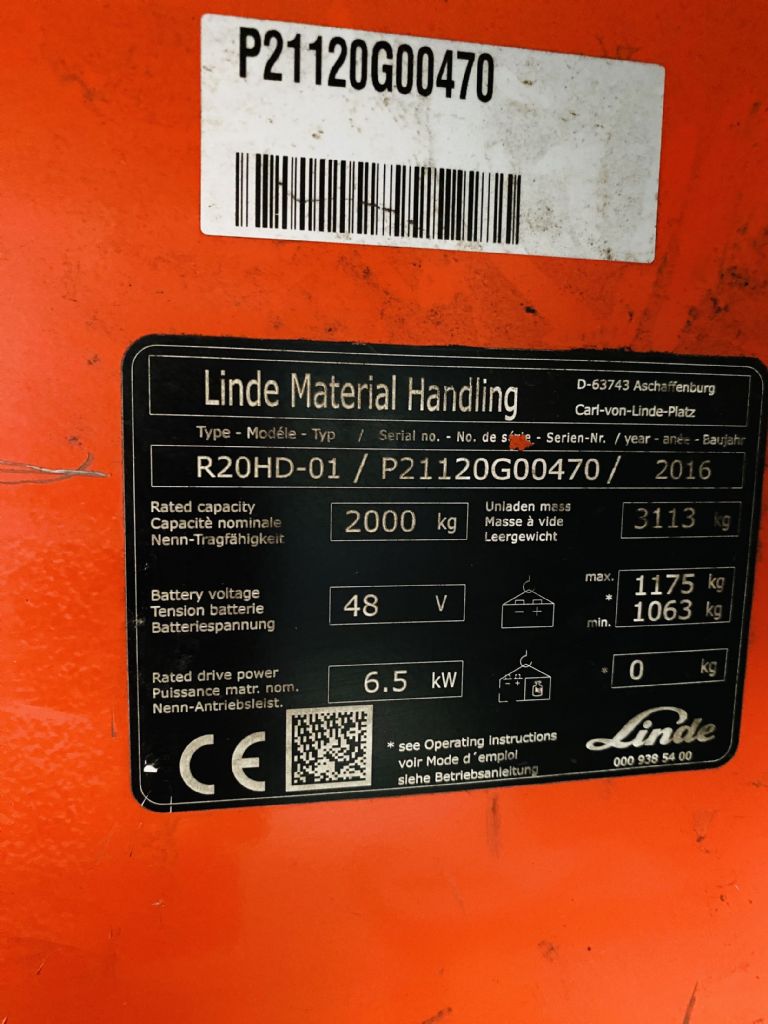 P21120G00470
Linde Material Handling
D-63743 Aschaffenburg
Carl-von-Linde-Platz
Type - Modéle - Typ / Serial no. - No. de série - Serien-Nr. / year - anée - Baujahr
R20HD-01 / P21120G00470 / 2016
Rated capacity
Capacitè nominale
Nenn-Tragfähigkeit
2000 kg
Unladen mass
Masse à vide
Leergewicht
3113 kg
Battery voltage
Tension batterie
Batteriespannung
48 V
- +
max.
*
min.
1175 kg
1063 kg
Rated drive power
Puissance matr. nom.
Nenn-Antriebsleist.
6.5 kW
- +
kg
* 0 kg
CE
* see Operating instructions
voir Mode d´emploi
siehe Betriebsanleitung
Linde
000 938 54 00